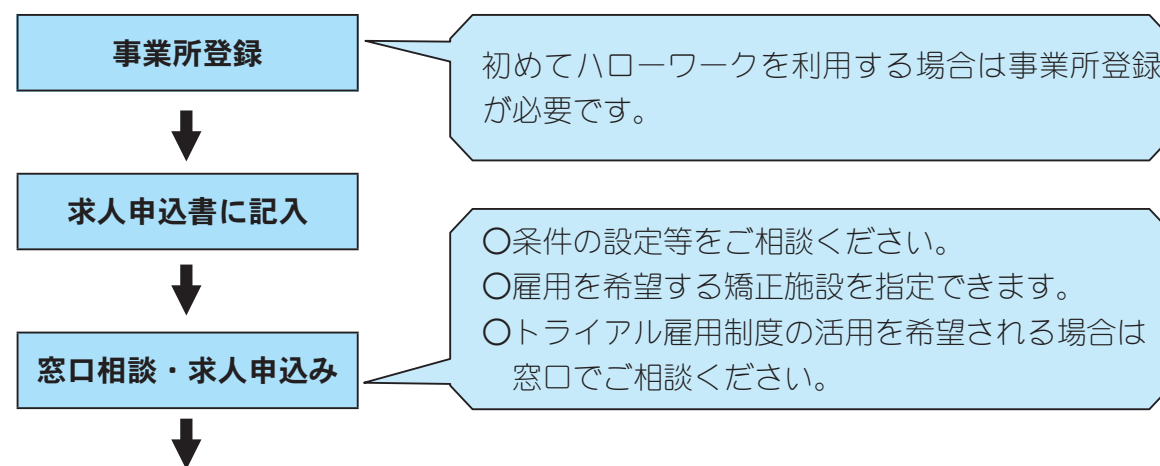 事業所登録
初めてハローワークを利用する場合は事業所登録
が必要です。
求人申込書に記入
〇条件の設定等をご相談ください。
〇雇用を希望する矯正施設を指定できます。
〇トライアル雇用制度の活用を希望される場合は
窓口でご相談ください。
窓口相談・求人申込み